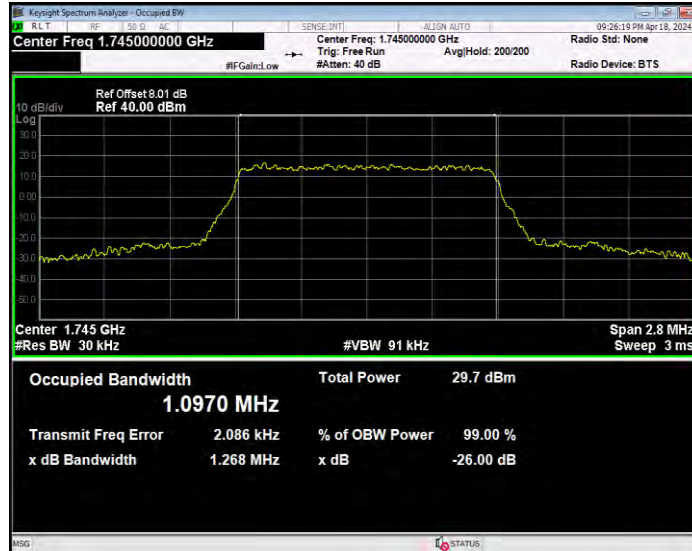 Keysight Spectrum Analyzer - Occupied BW
RLT RF 50 Ω AC SENSE:INT ALIGN AUTO 09:26:19 PM Apr 18, 2024
Center Freq 1.745000000 GHz Center Freq: 1.745000000 GHz Radio Std: None
Trig: Free Run Avg|Hold: 200/200
#IFGain:Low #Atten: 40 dB Radio Device: BTS
Ref Offset 8.01 dB
10 dB/div Ref 40.00 dBm
Log
30.0
20.0
10.0
0.00
-10.0
-20.0
-30.0
-40.0
-50.0
Center 1.745 GHz Span 2.8 MHz
#Res BW 30 kHz #VBW 91 kHz Sweep 3 ms
Occupied Bandwidth Total Power 29.7 dBm
1.0970 MHz
Transmit Freq Error 2.086 kHz % of OBW Power 99.00 %
x dB Bandwidth 1.268 MHz x dB -26.00 dB
MSG STATUS